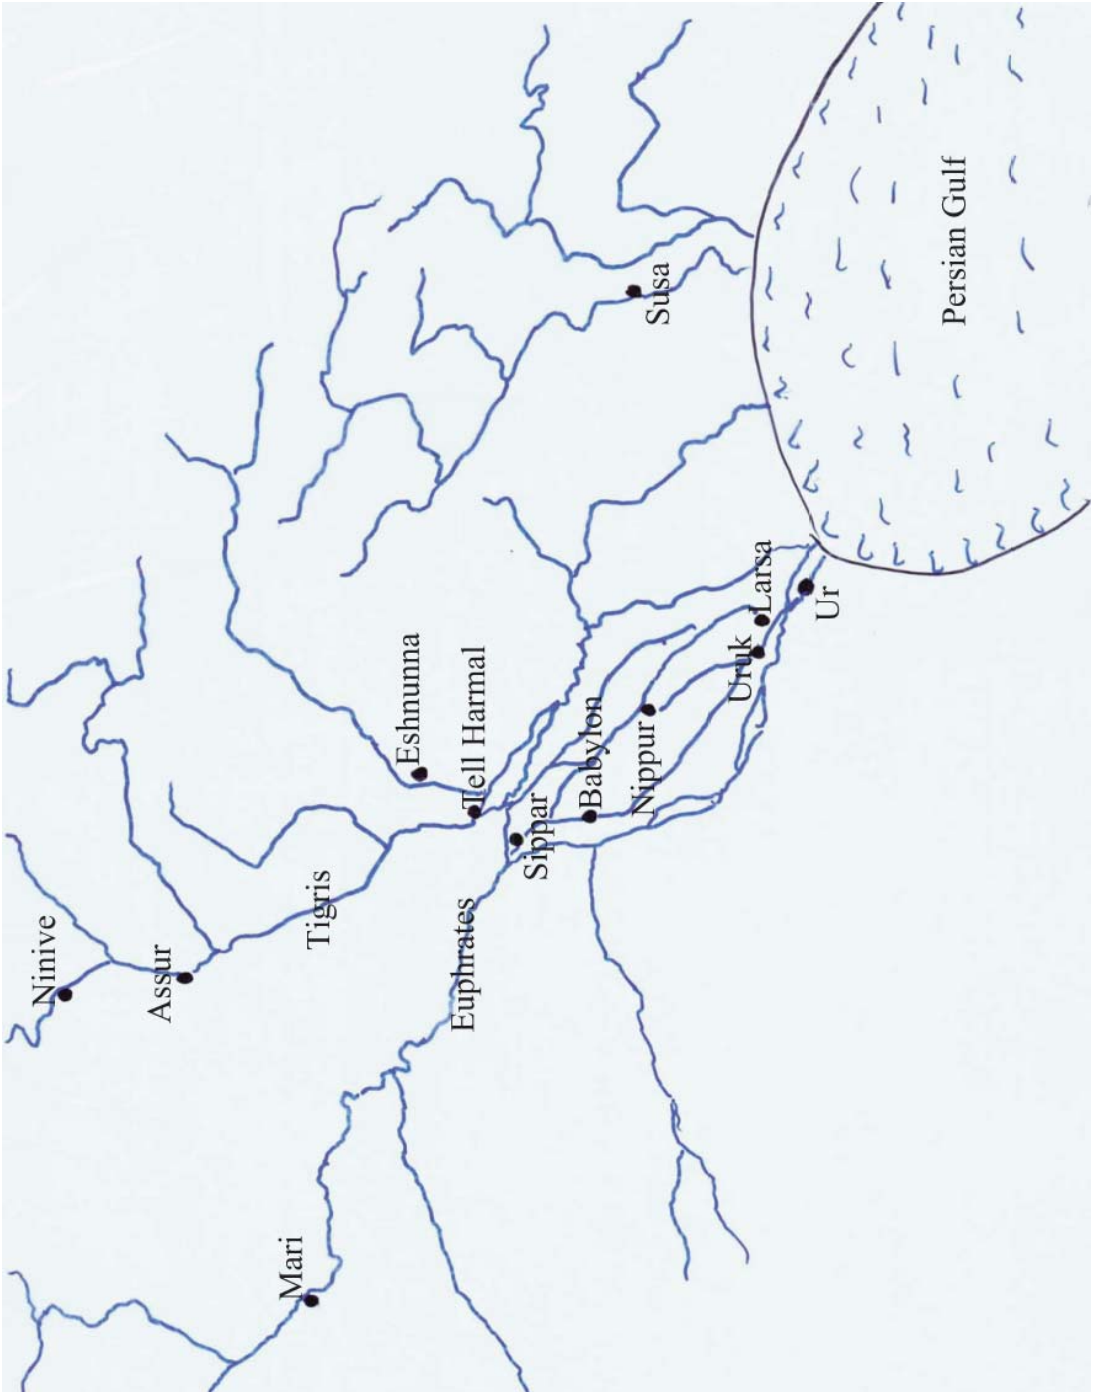 Ninive
Assur
Mari
Tigris
Eshnunna
Euphrates
Tell Harmal
Sippar
Babylon
Nippur
Susa
Uruk
Larsa
Ur
Persian Gulf